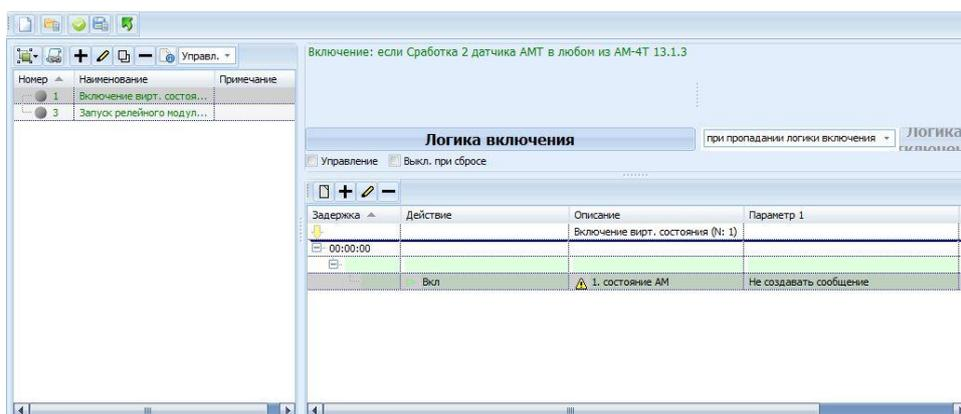 Управл.
Номер Наименование Примечание
1 Включение вирт. состоя...
3 Запуск релейного модул...
Включение: если Сработка 2 датчика АМТ в любом из АМ-4Т 13.1.3
Логика включения
при пропадании логики включения
Логика
Управление Выкл. при сбросе
Задержка Действие Описание Параметр 1
Включение вирт. состояния (N: 1)
00:00:00
Вкл 1. состояние АМ Не создавать сообщение